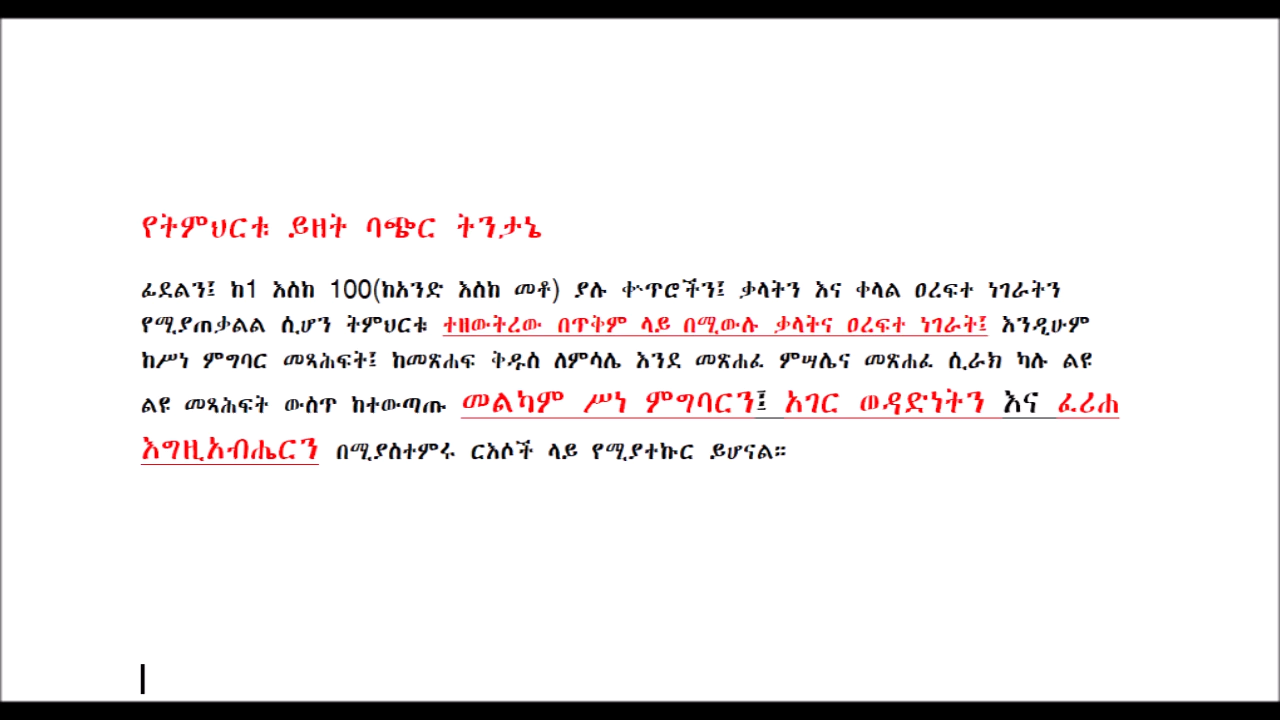 የትምህርቱ ይዘት ባጭር ትንታኔ
ፊደልን፤ ከ1 እስከ 100(ከአንድ እስከ መቶ) ያሉ ቊጥሮችን፤ ቃላትን እና ቀላል ዐረፍተ ነገራትን
የሚያጠቃልል ሲሆን ትምህርቱ ተዘውትረው በጥቅም ላይ በሚውሉ ቃላትና ዐረፍተ ነገራት፤ እንዲሁም
ከሥነ ምግባር መጻሕፍት፤ ከመጽሐፍ ቅዱስ ለምሳሌ እንደ መጽሐፈ ምሣሌና መጽሐፈ ሲራክ ካሉ ልዩ
ልዩ መጻሕፍት ውስጥ ከተውጣጡ መልካም ሥነ ምግባርን፤ አገር ወዳድነትን እና ፈሪሐ
እግዚአብሔርን በሚያስተምሩ ርእሶች ላይ የሚያተኩር ይሆናል።